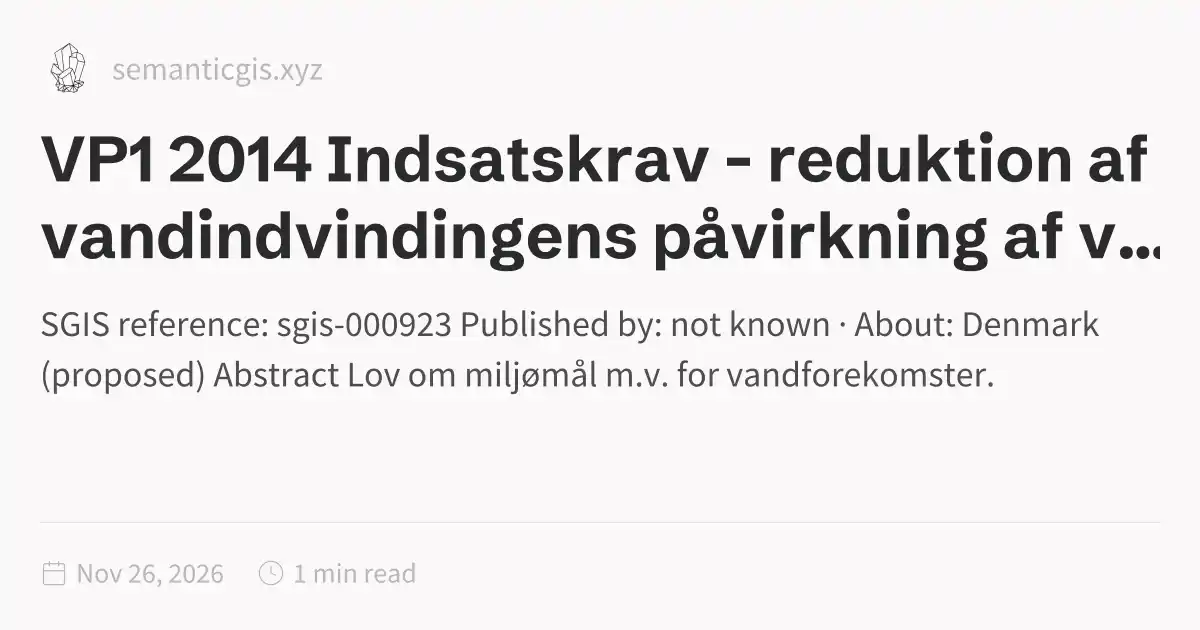 semanticgis.xyz
VP1 2014 Indsatskrav - reduktion af
vandindvindingens påvirkning af v...
SGIS reference: sgis-000923 Published by: not known · About: Denmark
(proposed) Abstract Lov om miljømål m.v. for vandforekomster.
Nov 26, 2026 1 min read